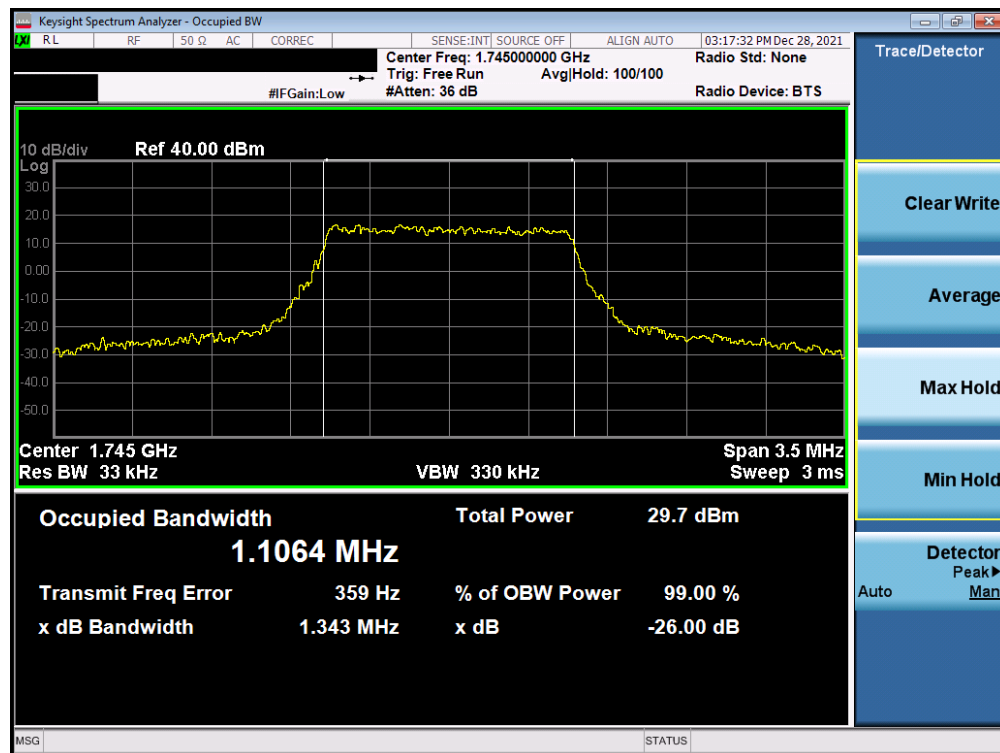 Keysight Spectrum Analyzer - Occupied BW
LXI RL RF 50 Ω AC CORREC SENSE:INT SOURCE OFF ALIGN AUTO 03:17:32 PM Dec 28, 2021
Center Freq: 1.745000000 GHz Radio Std: None
Trig: Free Run Avg|Hold: 100/100
#IFGain:Low #Atten: 36 dB Radio Device: BTS
10 dB/div Ref 40.00 dBm
Log
30.0
20.0
10.0
0.00
-10.0
-20.0
-30.0
-40.0
-50.0
Center 1.745 GHz Span 3.5 MHz
Res BW 33 kHz VBW 330 kHz Sweep 3 ms
Occupied Bandwidth Total Power 29.7 dBm
1.1064 MHz
Transmit Freq Error 359 Hz % of OBW Power 99.00 %
x dB Bandwidth 1.343 MHz x dB -26.00 dB
MSG STATUS
Trace/Detector
Clear Write
Average
Max Hold
Min Hold
Detector
Peak▶
Auto Man